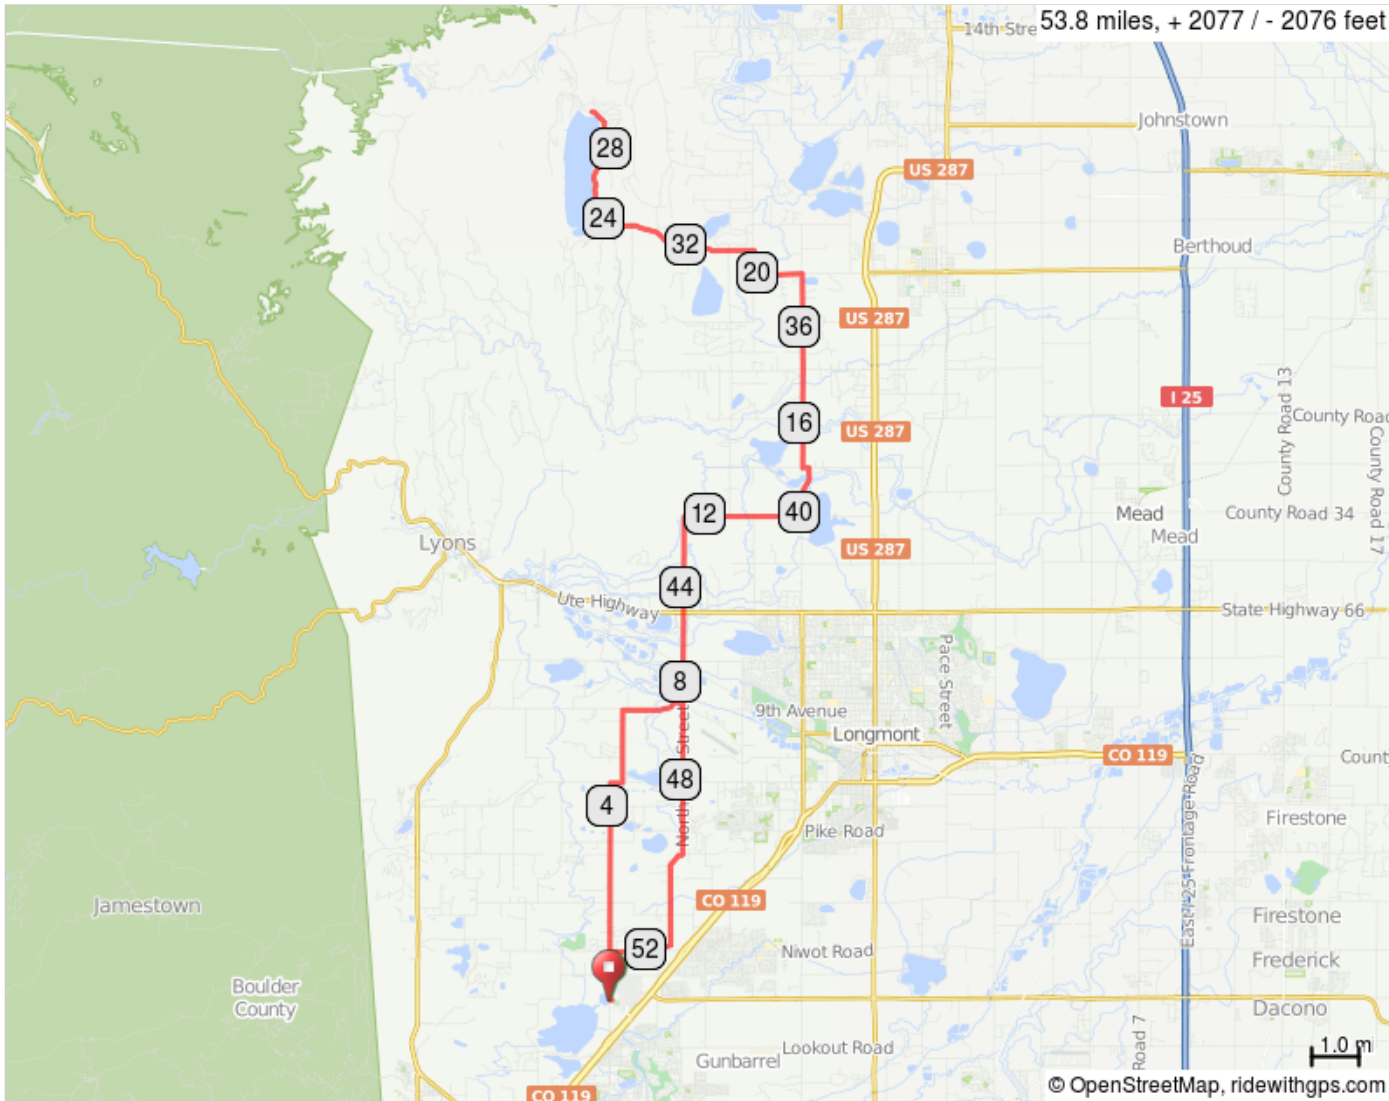 53.8 miles, + 2077 / - 2076 feet
14th Stre
Johnstown
28
US 287
24
32
20
Berthoud
36
US 287
I 25
County Road 13
County Road
County Road 17
16
US 287
12
40
Mead
County Road 34
Mead
Lyons
US 287
44
Ute Highway
State Highway 66
8
Pace Street
North
Street
9th Avenue
Longmont
CO 119
County
48
4
Pike Road
East I 25 Frontage Road
Firestone
Jamestown
CO 119
Firestone
52
Niwot Road
Frederick
Boulder
County
Dacono
Road 7
Lookout Road
Gunbarrel
1.0 mi
CO 119
© OpenStreetMap, ridewithgps.com